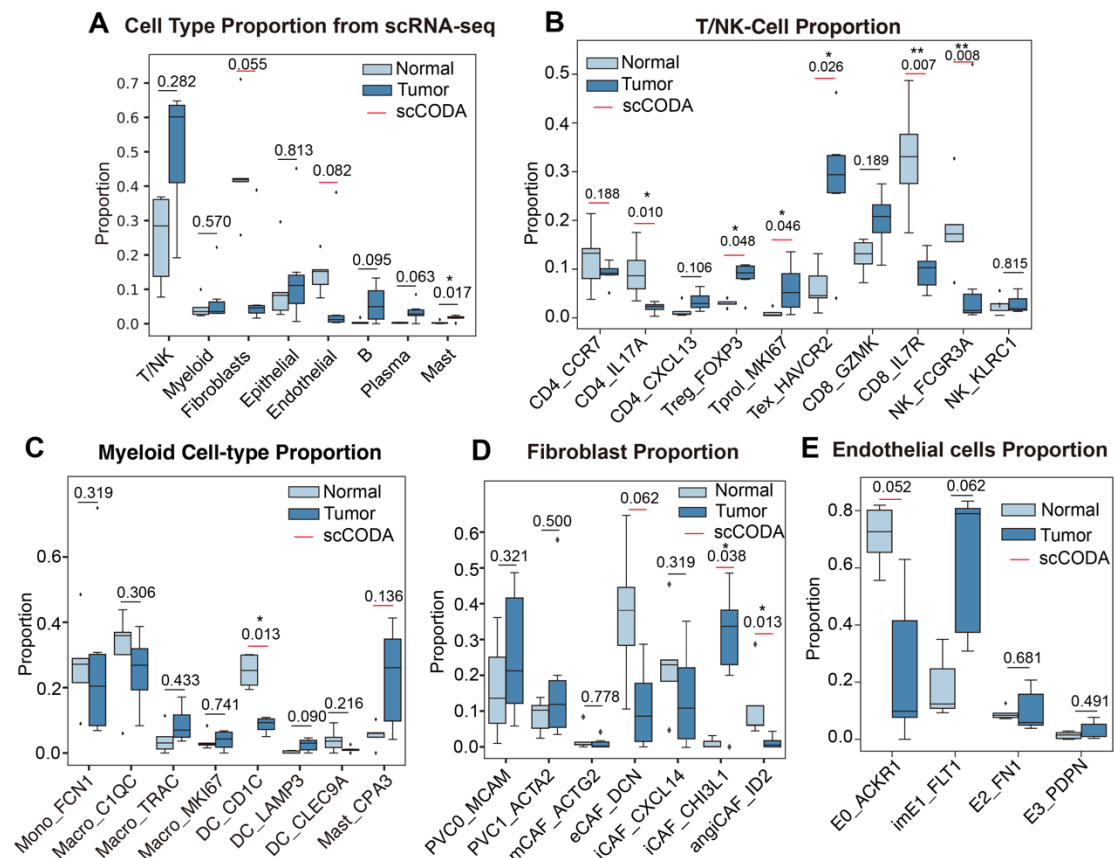 A Cell Type Proportion from scRNA-seq
Normal
Tumor
scCODA
Proportion
0.7
0.6
0.5
0.4
0.3
0.2
0.1
0.0
0.282
0.570
0.055
0.813
0.082
0.095
0.063
*
0.017
T/NK
Myeloid
Fibroblasts
Epithelial
Endothelial
B
Plasma
Mast
B T/NK-Cell Proportion
Normal
Tumor
scCODA
Proportion
0.5
0.4
0.3
0.2
0.1
0.0
0.188
*
0.010
0.106
*
0.048
*
0.046
*
0.026
0.189
**
0.007
**
0.008
0.815
CD4_CCR7
CD4_IL17A
CD4_CXCL13
Treg_FOXP3
Tprol_MKI67
Tex_HAVCR2
CD8_GZMK
CD8_IL7R
NK_FCGR3A
NK_KLRC1
C Myeloid Cell-type Proportion
Normal
Tumor
scCODA
Proportion
0.6
0.4
0.2
0.0
0.319
0.306
0.433
0.741
*
0.013
0.090
0.216
0.136
Mono_FCN1
Macro_C1QC
Macro_TRAC
Macro_MKI67
DC_CD1C
DC_LAMP3
DC_CLEC9A
Mast_CPA3
D Fibroblast Proportion
Normal
Tumor
scCODA
Proportion
0.6
0.5
0.4
0.3
0.2
0.1
0.0
0.321
0.500
0.778
0.062
0.319
*
0.038
*
0.013
PVC0_MCAM
PVC1_ACTA2
mCAF_ACTG2
eCAF_DCN
iCAF_CXCL14
iCAF_CHI3L1
angiCAF_ID2
E Endothelial cells Proportion
Normal
Tumor
scCODA
Proportion
0.8
0.6
0.4
0.2
0.0
0.052
0.062
0.681
0.491
E0_ACKR1
imE1_FLT1
E2_FN1
E3_PDPN